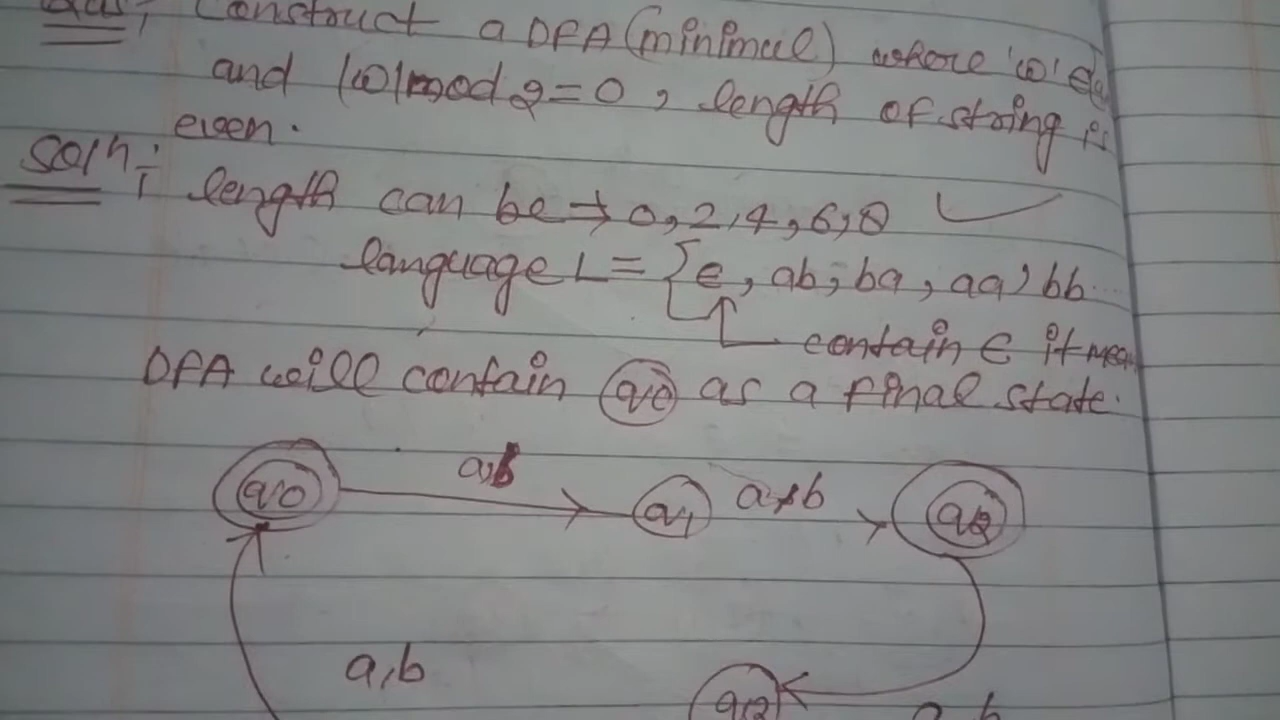 Construct a DFA (minimal) where 'ω'
and |ω| mod 2=0, length of string is
even.
Soln; length can be → 0,2,4,6,8
language L = {ϵ, ab, ba, aa, bb
contain ϵ it mean
DFA will contain q0 as a final state.
q0 a,b q1 a,b q2
a,b
a,b